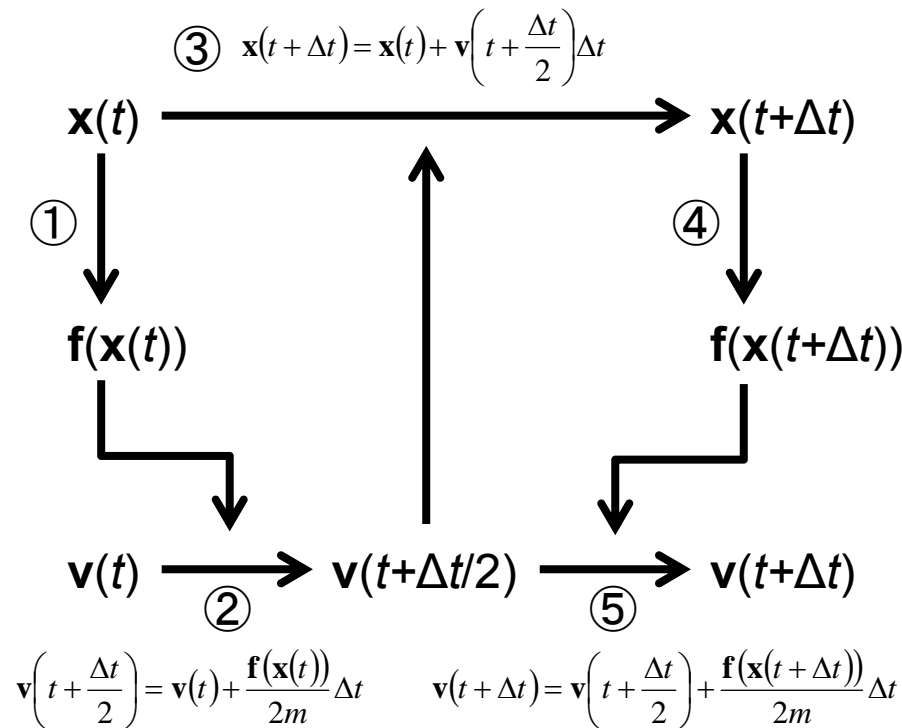 ③ x(t + Δt) = x(t) + v(t + Δt/2)Δt
x(t) x(t+Δt)
① ④
f(x(t)) f(x(t+Δt))
v(t) v(t+Δt/2) v(t+Δt)
② ⑤
v(t + Δt/2) = v(t) + f(x(t))/2m Δt v(t + Δt) = v(t + Δt/2) + f(x(t + Δt))/2m Δt